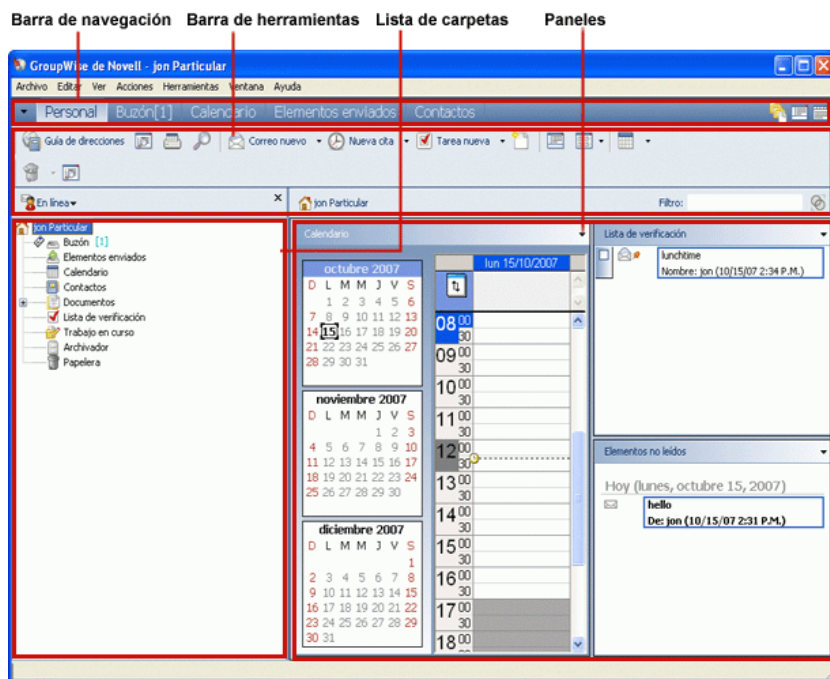 Barra de navegación Barra de herramientas Lista de carpetas Paneles
GroupWise de Novell - jon Particular
Archivo Editar Ver Acciones Herramientas Ventana Ayuda
Personal Buzón[1] Calendario Elementos enviados Contactos
Guía de direcciones Correo nuevo Nueva cita Tarea nueva
En línea jon Particular Filtro:
jon Particular
Buzón [1]
Elementos enviados
Calendario
Contactos
Documentos
Lista de verificación
Trabajo en curso
Archivador
Papelera
Calendario
octubre 2007
D L M M J V S
1 2 3 4 5 6
7 8 9 10 11 12 13
14 15 16 17 18 19 20
21 22 23 24 25 26 27
28 29 30 31
noviembre 2007
D L M M J V S
1 2 3
4 5 6 7 8 9 10
11 12 13 14 15 16 17
18 19 20 21 22 23 24
25 26 27 28 29 30
diciembre 2007
D L M M J V S
1
2 3 4 5 6 7 8
9 10 11 12 13 14 15
16 17 18 19 20 21 22
23 24 25 26 27 28 29
30 31
lun 15/10/2007
08 00
30
09 00
30
10 00
30
11 00
30
12 00
30
13 00
30
14 00
30
15 00
30
16 00
30
17 00
30
18 00
Lista de verificación
lunchtime
Nombre: jon (10/15/07 2:34 P.M.)
Elementos no leídos
Hoy (lunes, octubre 15, 2007)
hello
De: jon (10/15/07 2:31 P.M.)